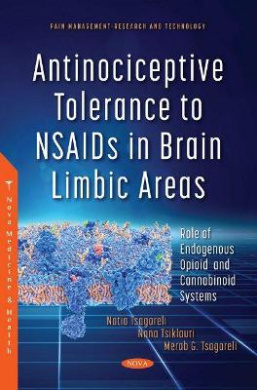 PAIN MANAGEMENT-RESEARCH AND TECHNOLOGY
Antinociceptive
Tolerance to
NSAIDs in Brain
Limbic Areas
Role of
Endogenous
Opioid and
Cannabinoid
Systems
Nova Medicine & Health
Natia Tsagareli
Nana Tsiklauri
Merab G. Tsagareli
NOVA